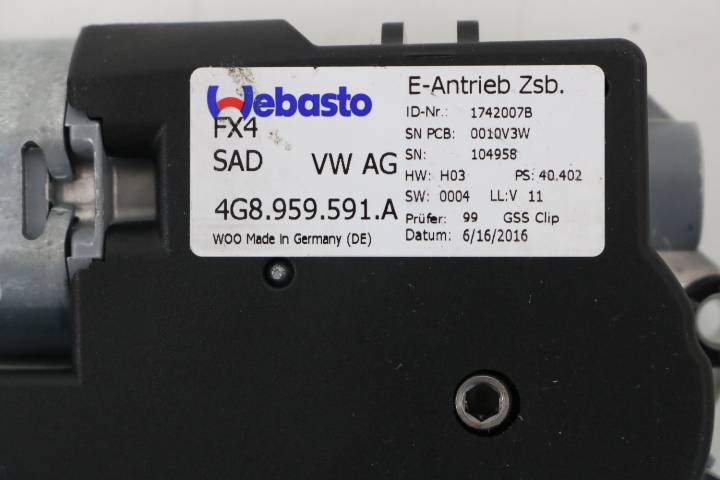 Webasto
FX4
SAD VW AG
4G8.959.591.A
WOO Made in Germany (DE)
E-Antrieb Zsb.
ID-Nr.: 1742007B
SN PCB: 0010V3W
SN: 104958
HW: H03 PS: 40.402
SW: 0004 LL:V 11
Prüfer: 99 GSS Clip
Datum: 6/16/2016